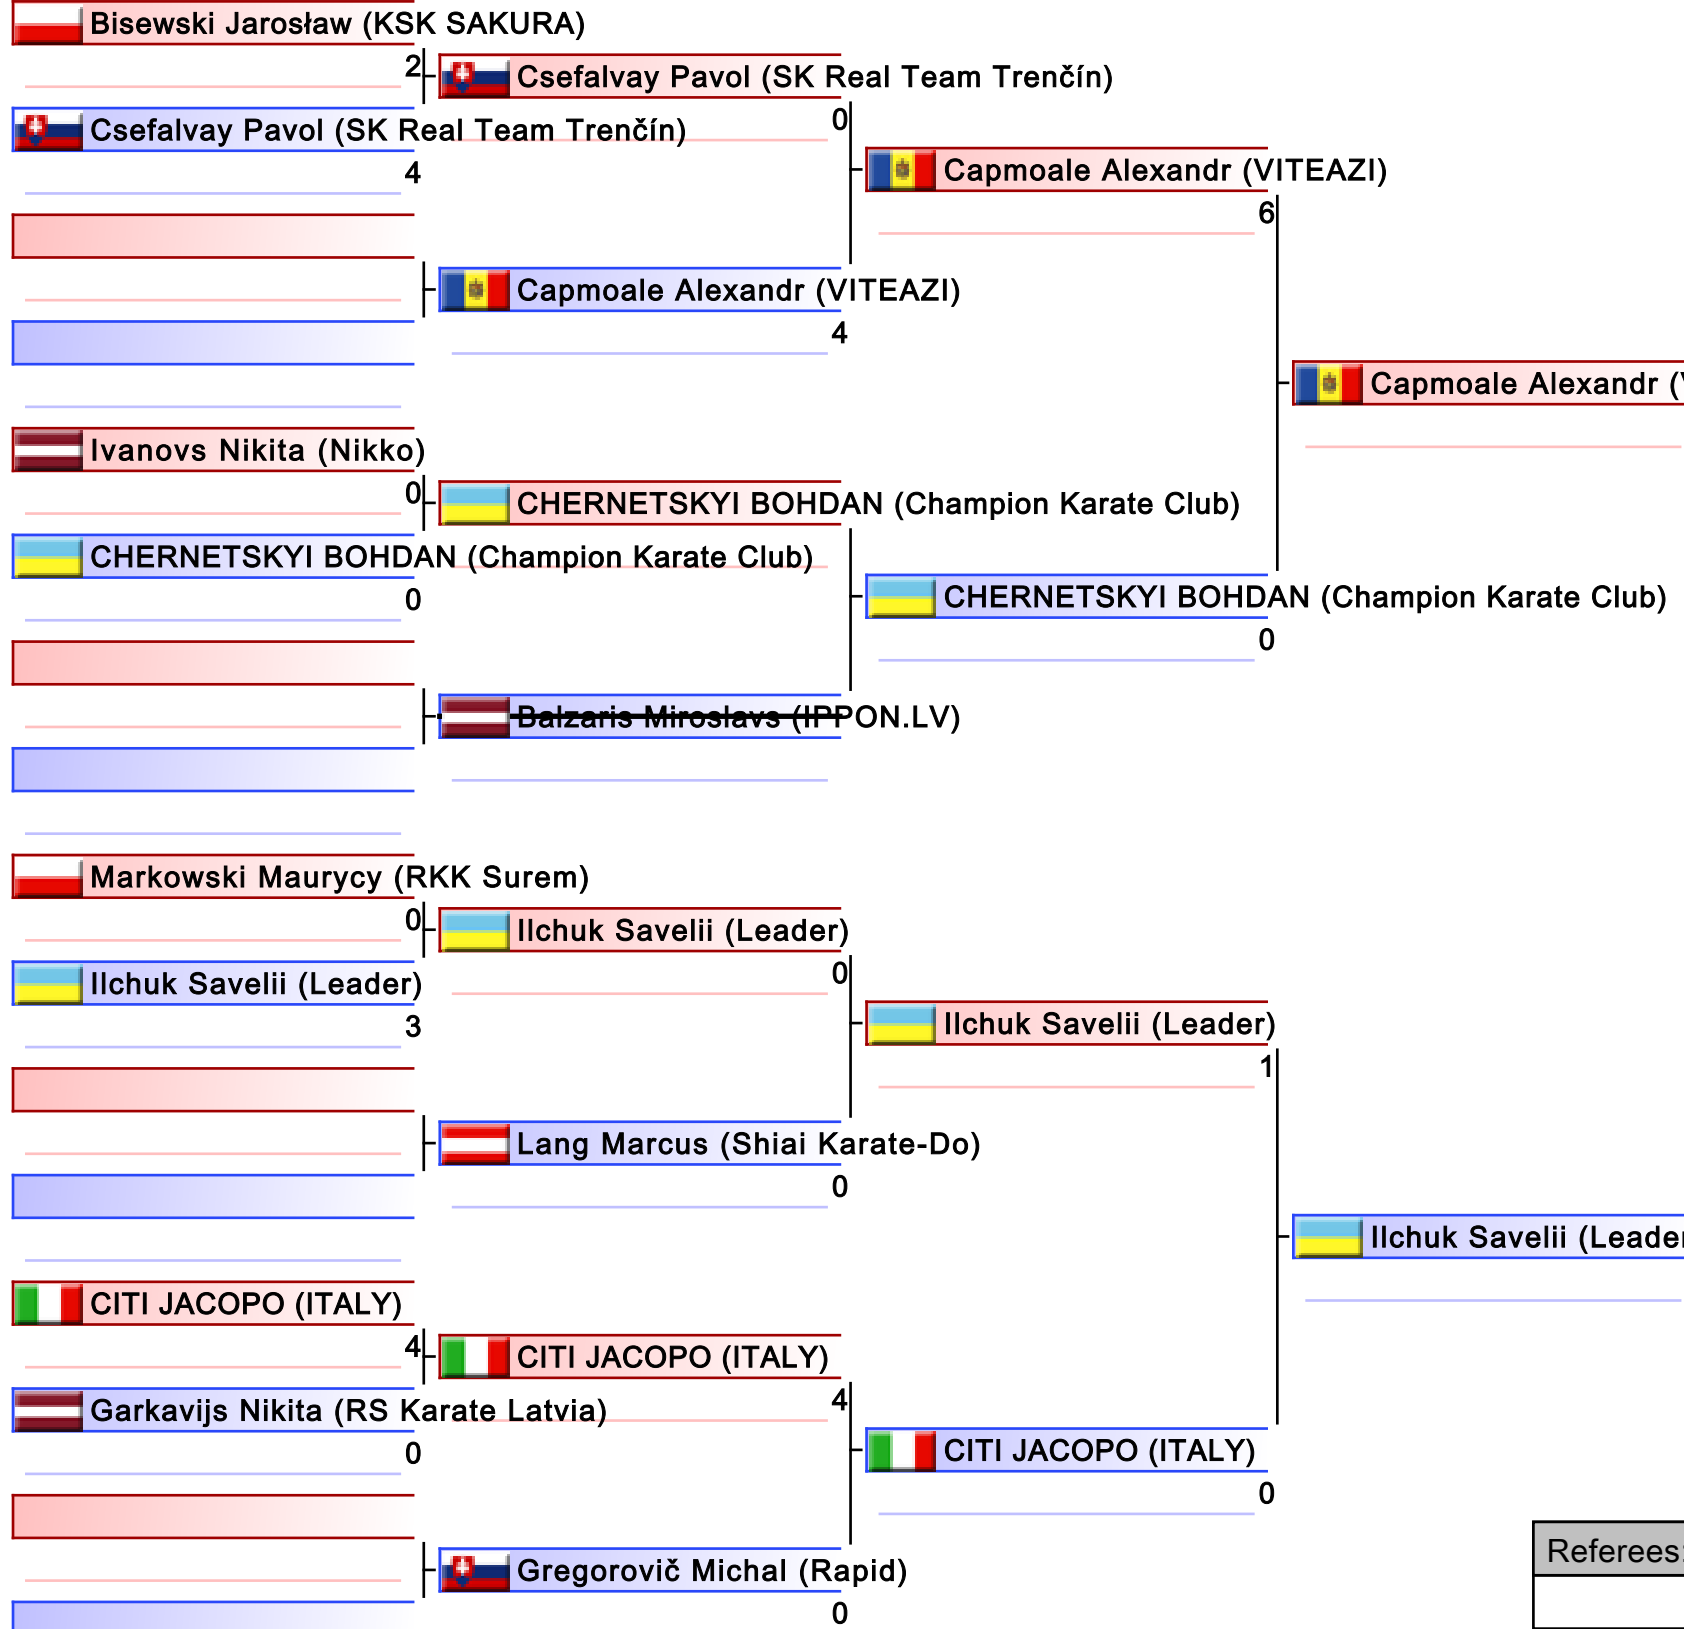 Bisewski Jarosław (KSK SAKURA)
2
Csefalvay Pavol (SK Real Team Trenčín)
0
Csefalvay Pavol (SK Real Team Trenčín)
4
Capmoale Alexandr (VITEAZI)
6
Capmoale Alexandr (VITEAZI)
4
Capmoale Alexandr (V
Ivanovs Nikita (Nikko)
0
CHERNETSKYI BOHDAN (Champion Karate Club)
CHERNETSKYI BOHDAN (Champion Karate Club)
0
CHERNETSKYI BOHDAN (Champion Karate Club)
0
Balzaris Miroslavs (IPPON.LV)
Markowski Maurycy (RKK Surem)
0
Ilchuk Savelii (Leader)
0
Ilchuk Savelii (Leader)
3
Ilchuk Savelii (Leader)
1
Lang Marcus (Shiai Karate-Do)
0
Ilchuk Savelii (Leader
CITI JACOPO (ITALY)
4
CITI JACOPO (ITALY)
4
Garkavijs Nikita (RS Karate Latvia)
0
CITI JACOPO (ITALY)
0
Gregorovič Michal (Rapid)
0
Referees: